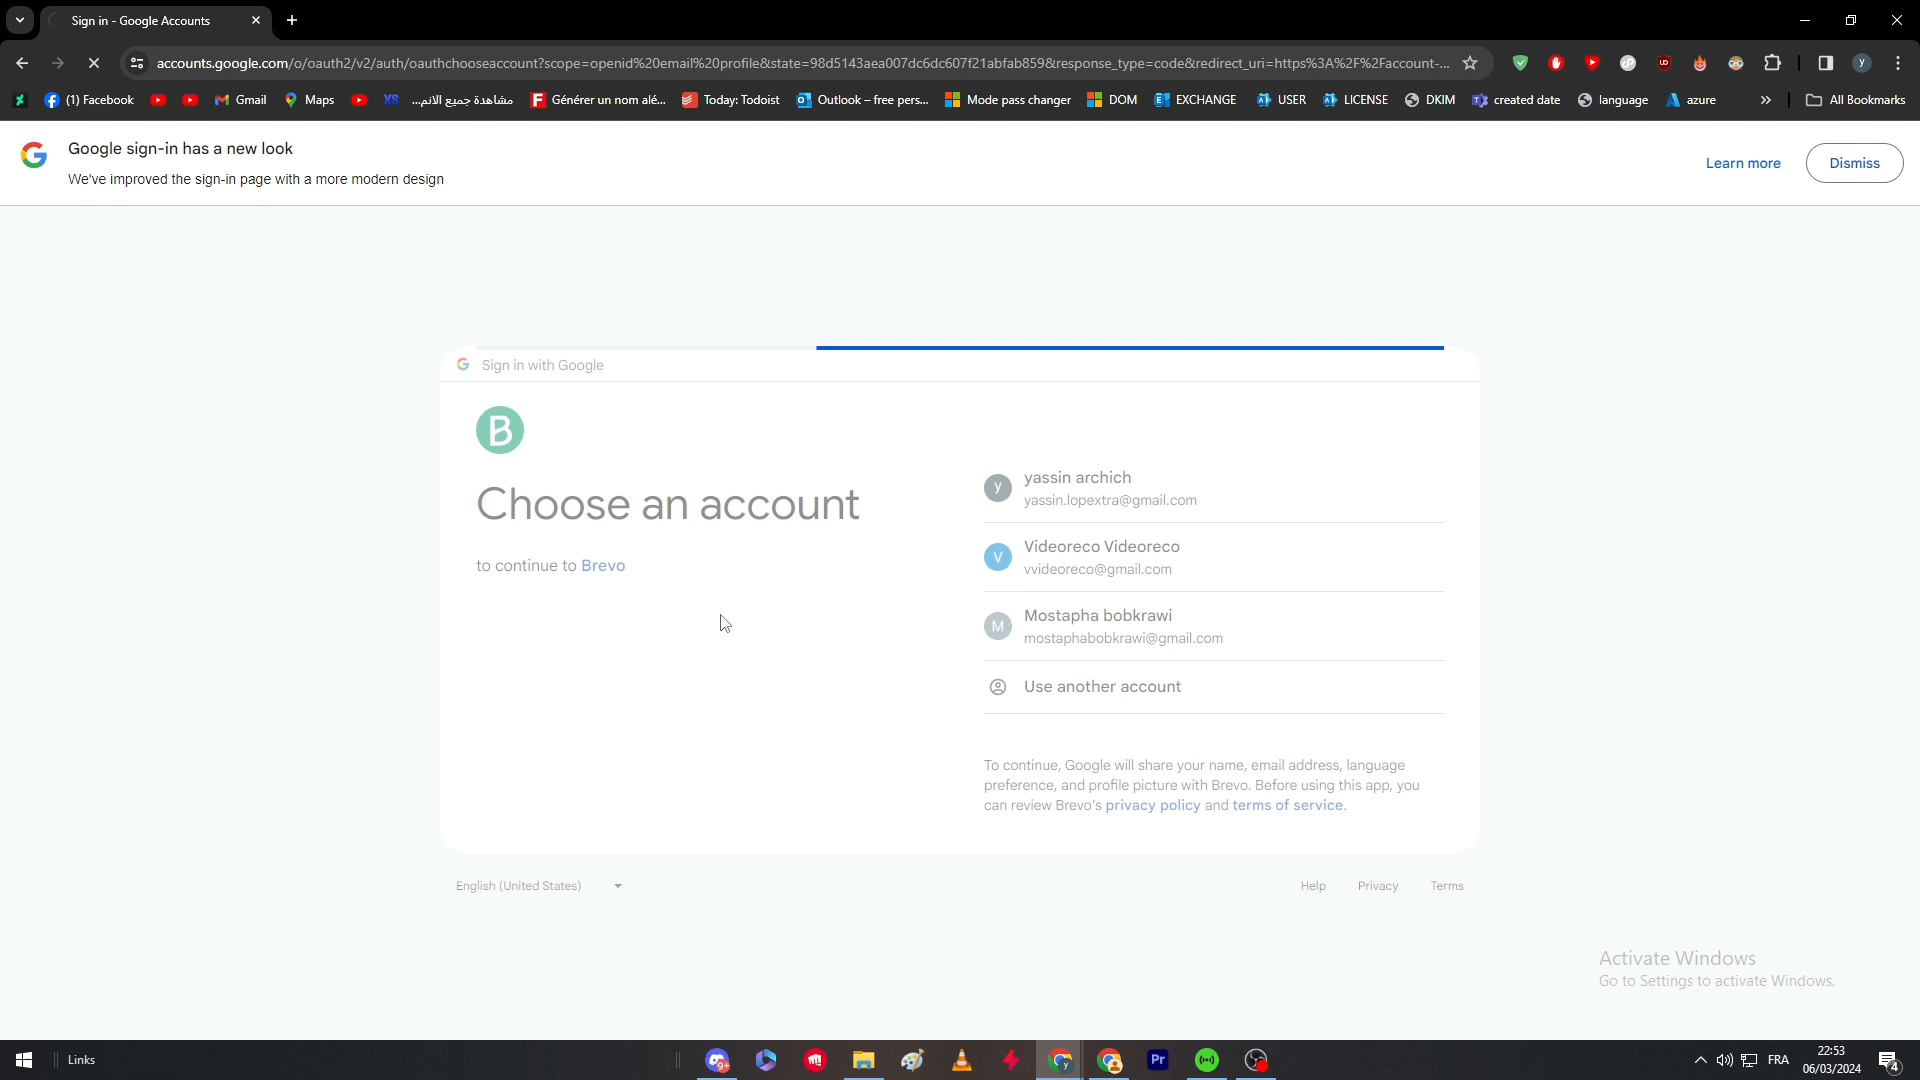 Sign in - Google Accounts
accounts.google.com/o/oauth2/v2/auth/oauthchooseaccount?scope=openid%20email%20profile&state=98d5143aea007dc6dc607f21abfab859&response_type=code&redirect_uri=https%3A%2F%2Faccount-...
(1) Facebook
Gmail
Maps
XS
مشاهدة جميع الانم...
Générer un nom alé...
Today: Todoist
Outlook – free pers...
Mode pass changer
DOM
EXCHANGE
USER
LICENSE
DKIM
created date
language
azure
»
All Bookmarks
Google sign-in has a new look
We've improved the sign-in page with a more modern design
Learn more
Dismiss
Sign in with Google
B
Choose an account
to continue to Brevo
y
yassin archich
yassin.lopextra@gmail.com
V
Videoreco Videoreco
vvideoreco@gmail.com
M
Mostapha bobkrawi
mostaphabobkrawi@gmail.com
Use another account
To continue, Google will share your name, email address, language
preference, and profile picture with Brevo. Before using this app, you
can review Brevo's privacy policy and terms of service.
English (United States)
Help
Privacy
Terms
Activate Windows
Go to Settings to activate Windows.
Links
9+
Pr
FRA
22:53
06/03/2024
4